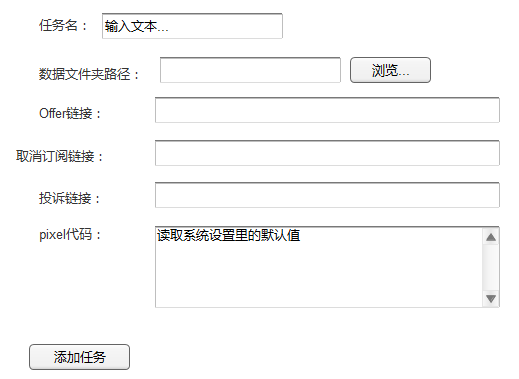 任务名： 输入文本...
数据文件夹路径： 浏览...
Offer链接：
取消订阅链接：
投诉链接：
pixel代码： 读取系统设置里的默认值
添加任务